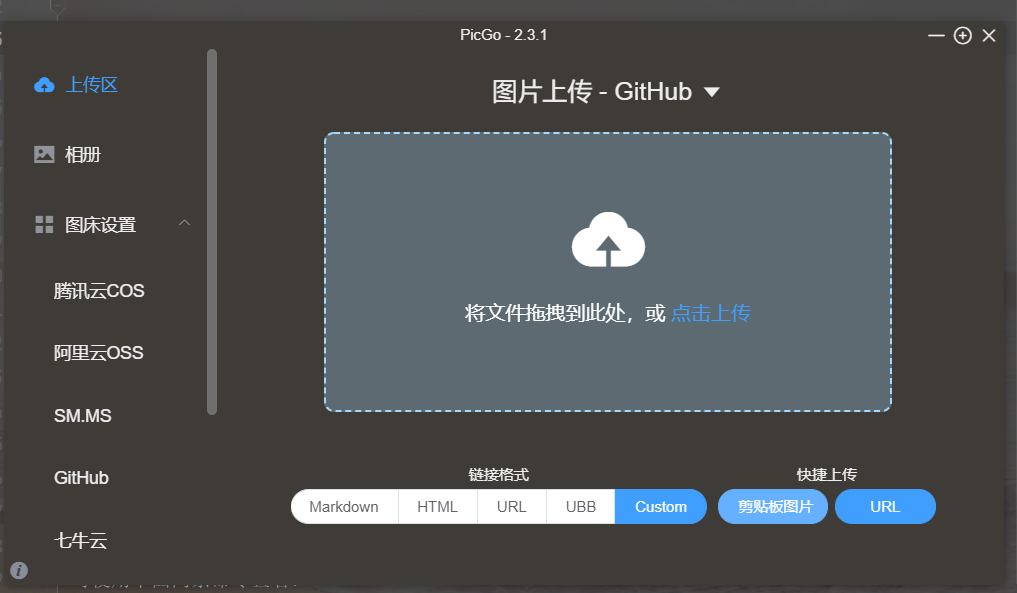 PicGo - 2.3.1
上传区
相册
图床设置
腾讯云COS
阿里云OSS
SM.MS
GitHub
七牛云
图片上传 - GitHub
将文件拖拽到此处，或 点击上传
链接格式
快捷上传
Markdown HTML URL UBB Custom
剪贴板图片 URL